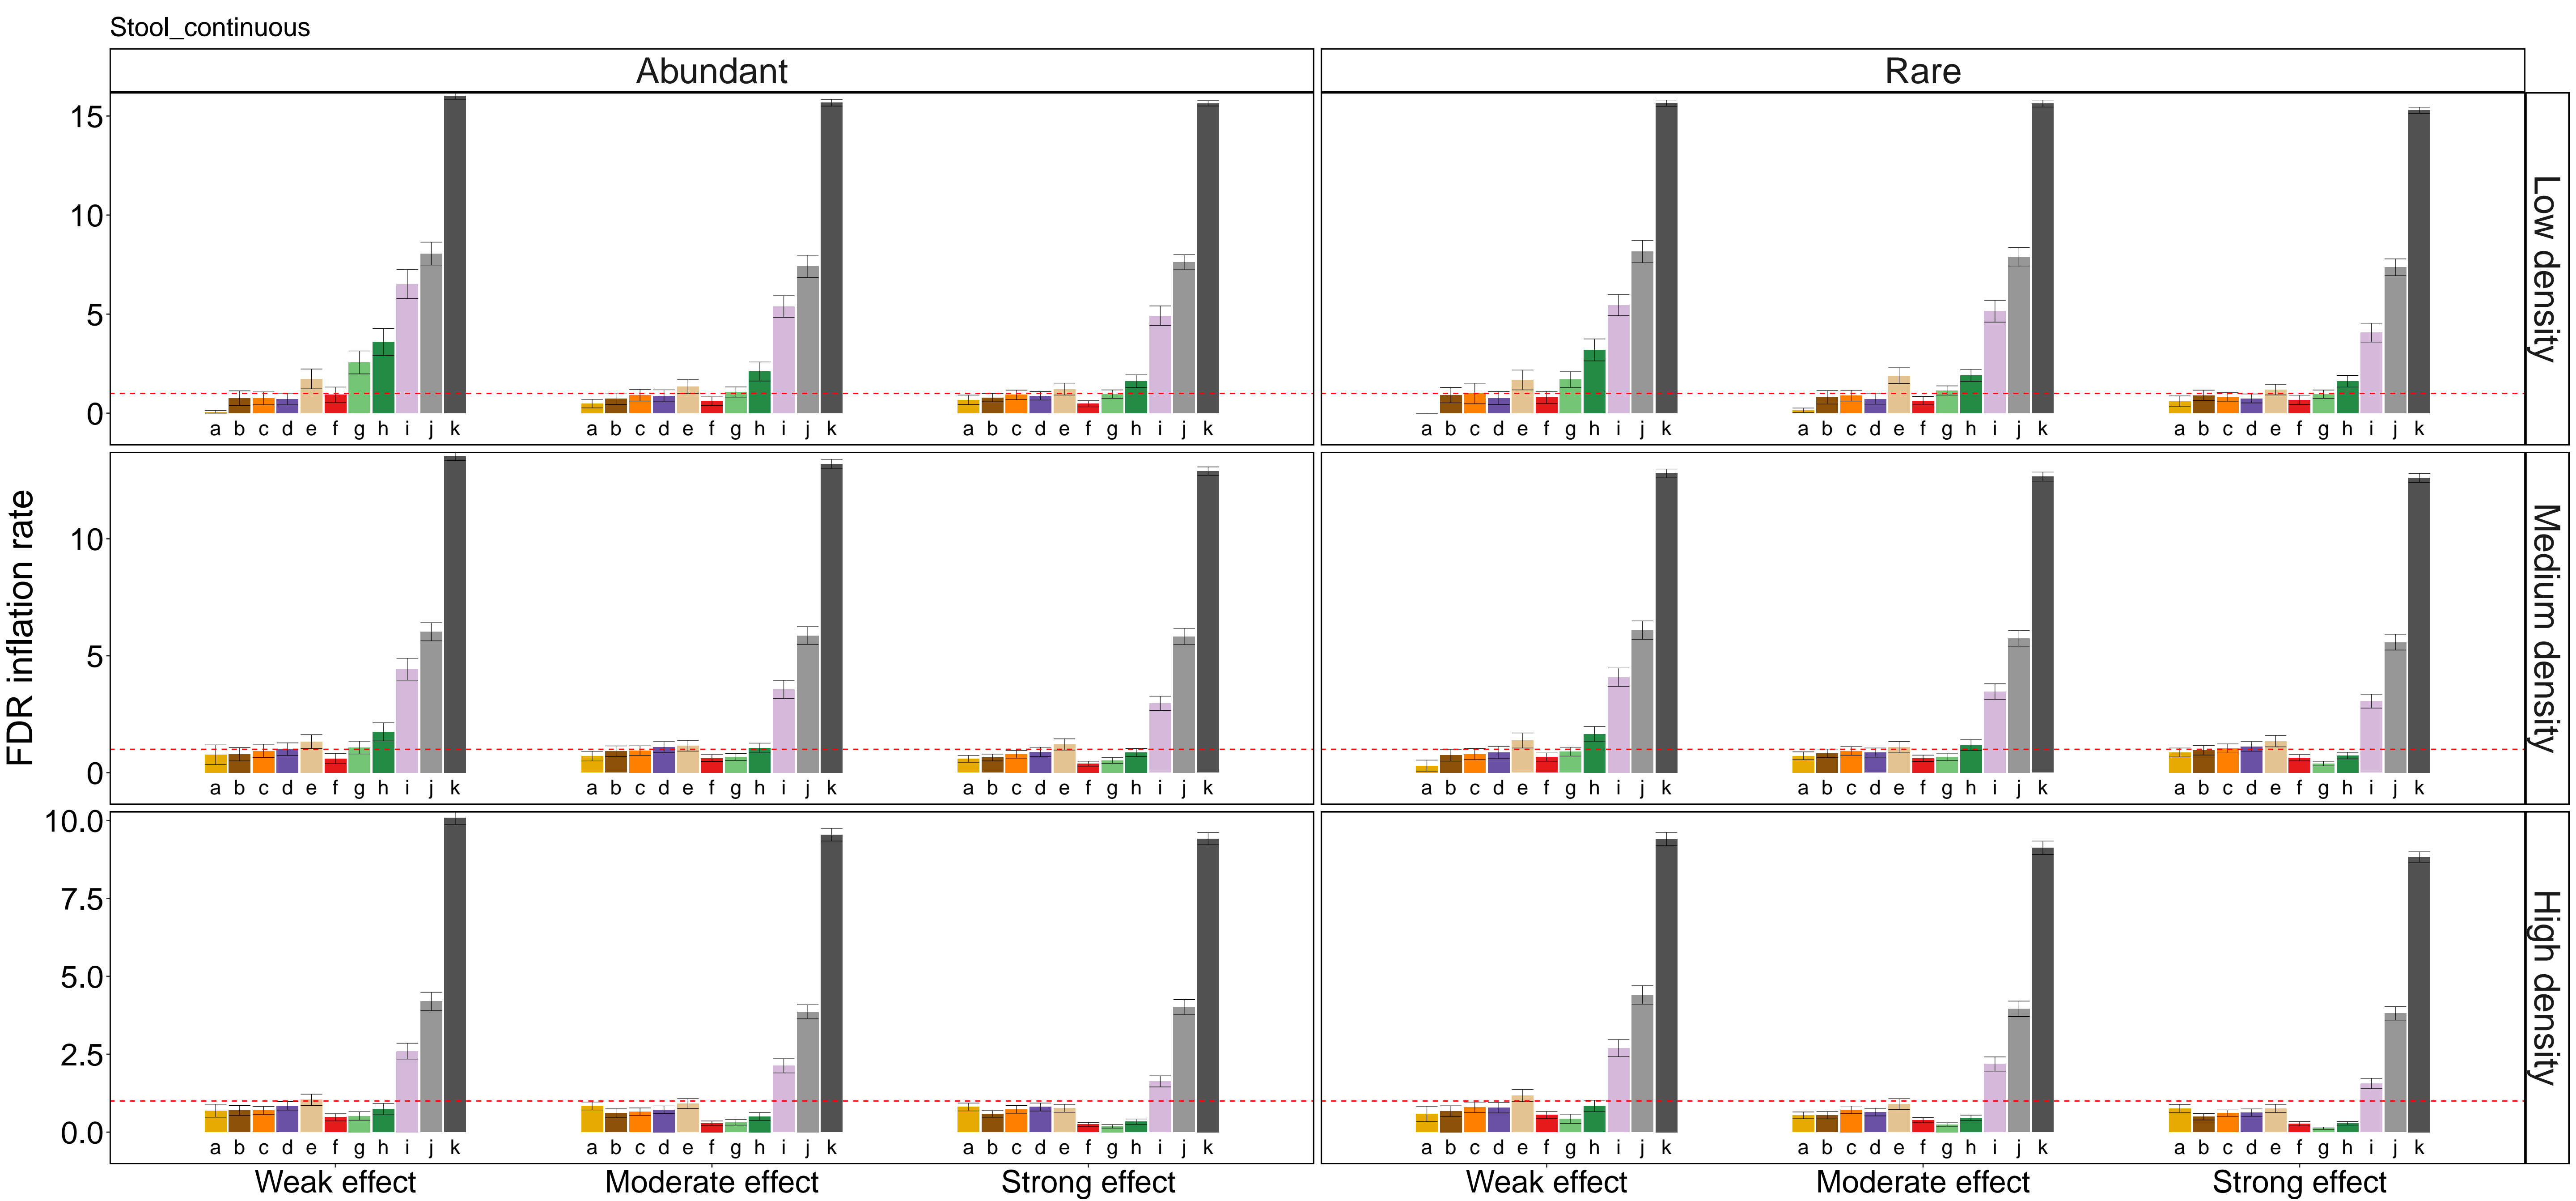 Stool_continuous
Abundant Rare
FDR inflation rate
15
10
5
0
a b c d e f g h i j k a b c d e f g h i j k a b c d e f g h i j k a b c d e f g h i j k a b c d e f g h i j k a b c d e f g h i j k
Low density
10
5
0
a b c d e f g h i j k a b c d e f g h i j k a b c d e f g h i j k a b c d e f g h i j k a b c d e f g h i j k a b c d e f g h i j k
Medium density
10.0
7.5
5.0
2.5
0.0
a b c d e f g h i j k a b c d e f g h i j k a b c d e f g h i j k a b c d e f g h i j k a b c d e f g h i j k a b c d e f g h i j k
High density
Weak effect Moderate effect Strong effect Weak effect Moderate effect Strong effect